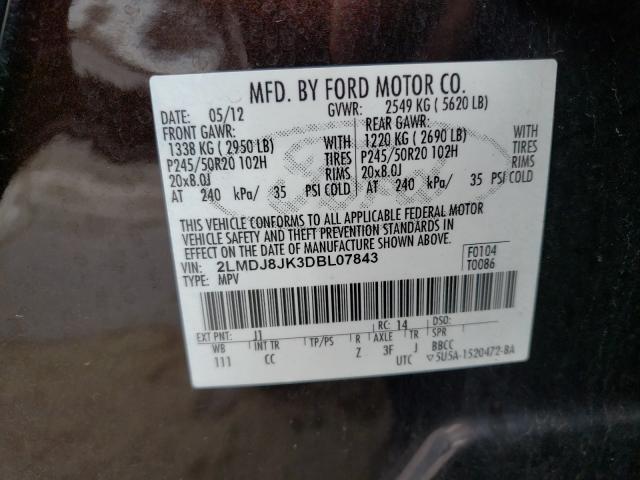 MFD. BY FORD MOTOR CO.
DATE: 05/12 GVWR: 2549 KG ( 5620 LB)
FRONT GAWR: REAR GAWR:
1338 KG ( 2950 LB) WITH 1220 KG ( 2690 LB) WITH
P245/50R20 102H TIRES P245/50R20 102H TIRES
20x8.0J RIMS 20x8.0J RIMS
AT 240 kPa/ 35 PSI COLD AT 240 kPa/ 35 PSI COLD
THIS VEHICLE CONFORMS TO ALL APPLICABLE FEDERAL MOTOR
VEHICLE SAFETY AND THEFT PREVENTION STANDARDS IN
EFFECT ON THE DATE OF MANUFACTURE SHOWN ABOVE.
VIN: 2LMDJ8JK3DBL07843 F0104
TYPE: MPV T0086
EXT PNT: J1 RC: 14 DSO:
WB INT TR TP/PS R AXLE TR SPR
111 CC Z 3F J BBCC
UTC ▽5U5A-1520472-BA